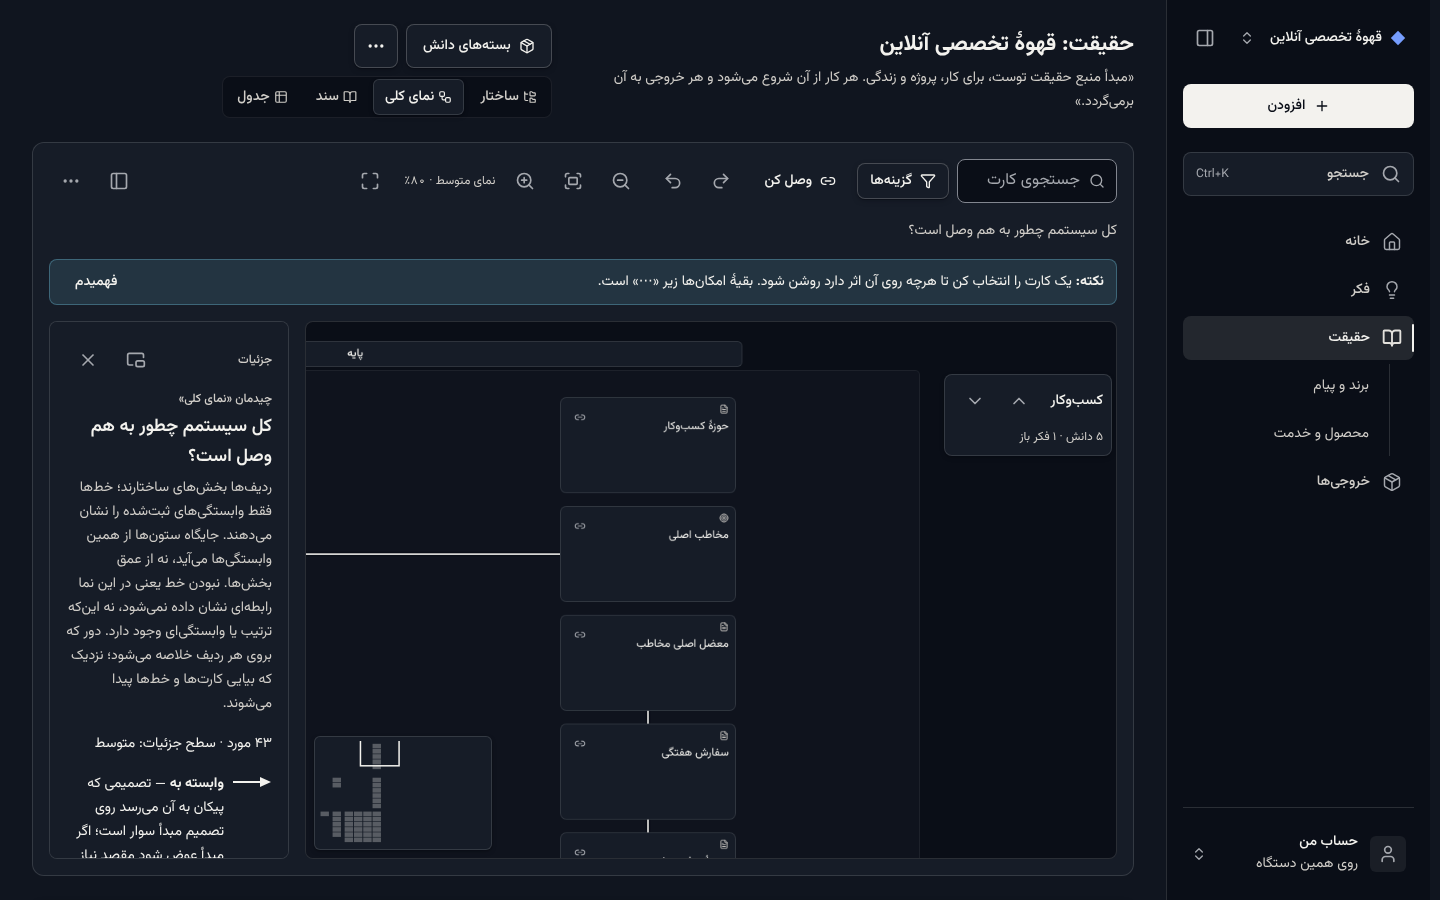 قهوهٔ تخصصی آنلاین
افزودن
جستجو
Ctrl+K
خانه
فکر
حقیقت
برند و پیام
محصول و خدمت
خروجی‌ها
حساب من
روی همین دستگاه
حقیقت: قهوهٔ تخصصی آنلاین
«مبدأ منبع حقیقت توست، برای کار، پروژه و زندگی. هر کار از آن شروع می‌شود و هر خروجی به آن
برمی‌گردد.»
بسته‌های دانش
ساختار
نمای کلی
سند
جدول
جستجوی کارت
گزینه‌ها
وصل کن
نمای متوسط · ۸۰٪
کل سیستمم چطور به هم وصل است؟
نکته: یک کارت را انتخاب کن تا هرچه روی آن اثر دارد روشن شود. بقیهٔ امکان‌ها زیر «···» است.
فهمیدم
پایه
کسب‌وکار
۵ دانش · ۱ فکر باز
حوزهٔ کسب‌وکار
مخاطب اصلی
معضل اصلی مخاطب
سفارش هفتگی
جزئیات
چیدمان «نمای کلی»
کل سیستمم چطور به هم
وصل است؟
ردیف‌ها بخش‌های ساختارند؛ خط‌ها
فقط وابستگی‌های ثبت‌شده را نشان
می‌دهند. جایگاه ستون‌ها از همین
وابستگی‌ها می‌آید، نه از عمق
بخش‌ها. نبودن خط یعنی در این نما
رابطه‌ای نشان داده نمی‌شود، نه این‌که
ترتیب یا وابستگی‌ای وجود دارد. دور که
بروی هر ردیف خلاصه می‌شود؛ نزدیک
که بیایی کارت‌ها و خط‌ها پیدا
می‌شوند.
۴۳ مورد · سطح جزئیات: متوسط
وابسته به — تصمیمی که
پیکان به آن می‌رسد روی
تصمیم مبدأ سوار است؛ اگر
مبدأ عوض شود مقصد نیاز